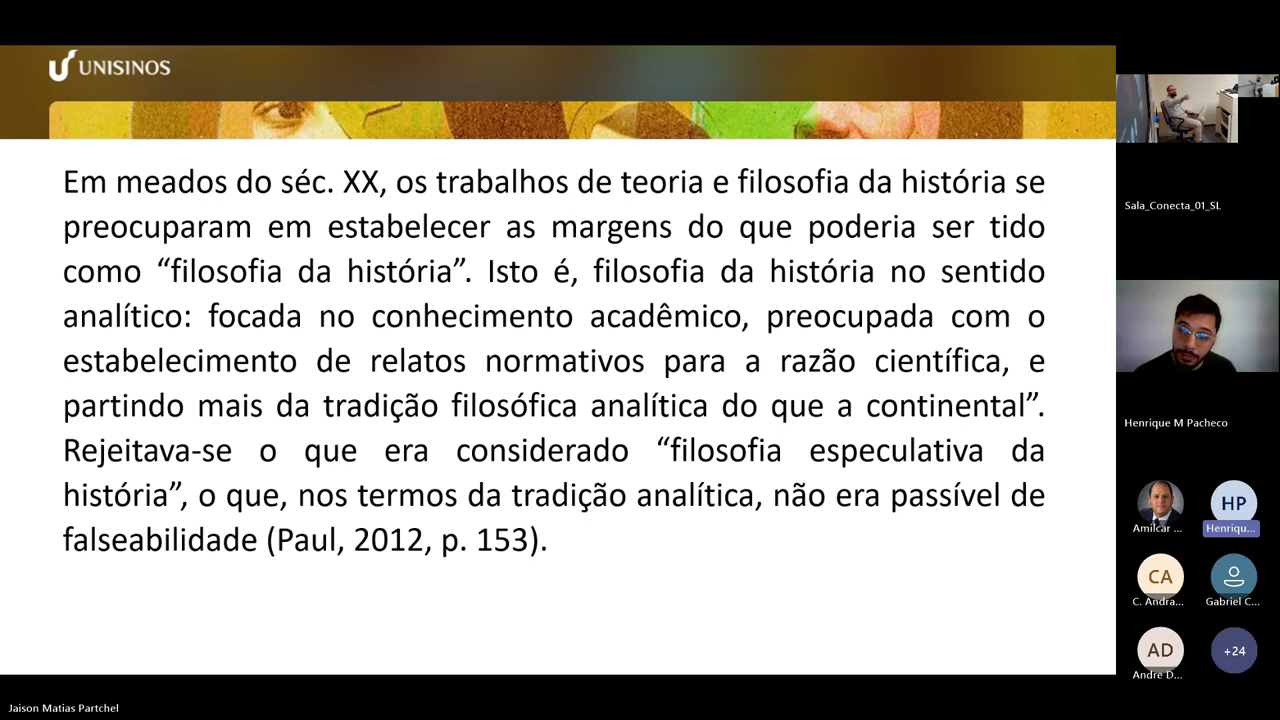 UNISINOS
Em meados do séc. XX, os trabalhos de teoria e filosofia da história se
preocuparam em estabelecer as margens do que poderia ser tido
como “filosofia da história”. Isto é, filosofia da história no sentido
analítico: focada no conhecimento acadêmico, preocupada com o
estabelecimento de relatos normativos para a razão científica, e
partindo mais da tradição filosófica analítica do que a continental”.
Rejeitava-se o que era considerado “filosofia especulativa da
história”, o que, nos termos da tradição analítica, não era passível de
falseabilidade (Paul, 2012, p. 153).
Sala_Conecta_01_SL
Henrique M Pacheco
HP
Amilcar ...
Henriqu...
CA
C. Andra...
Gabriel C...
AD
+24
Andre D...
Jaison Matias Partchel